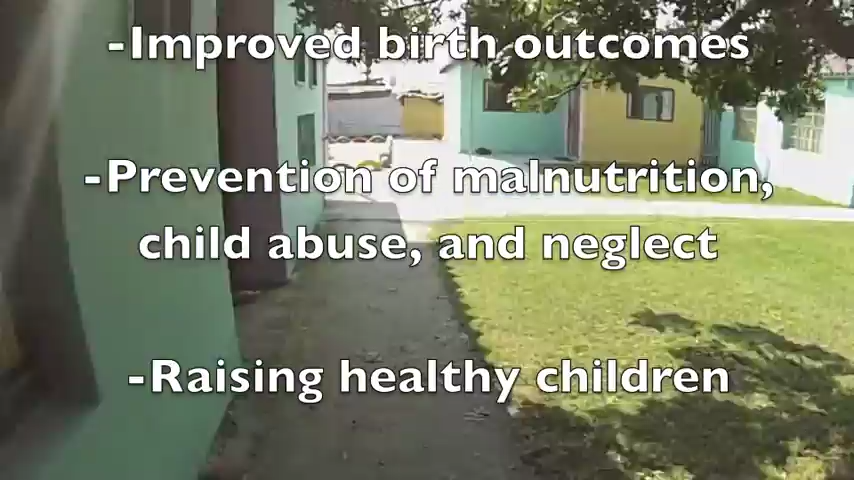 -Improved birth outcomes
-Prevention of malnutrition,
child abuse, and neglect
-Raising healthy children